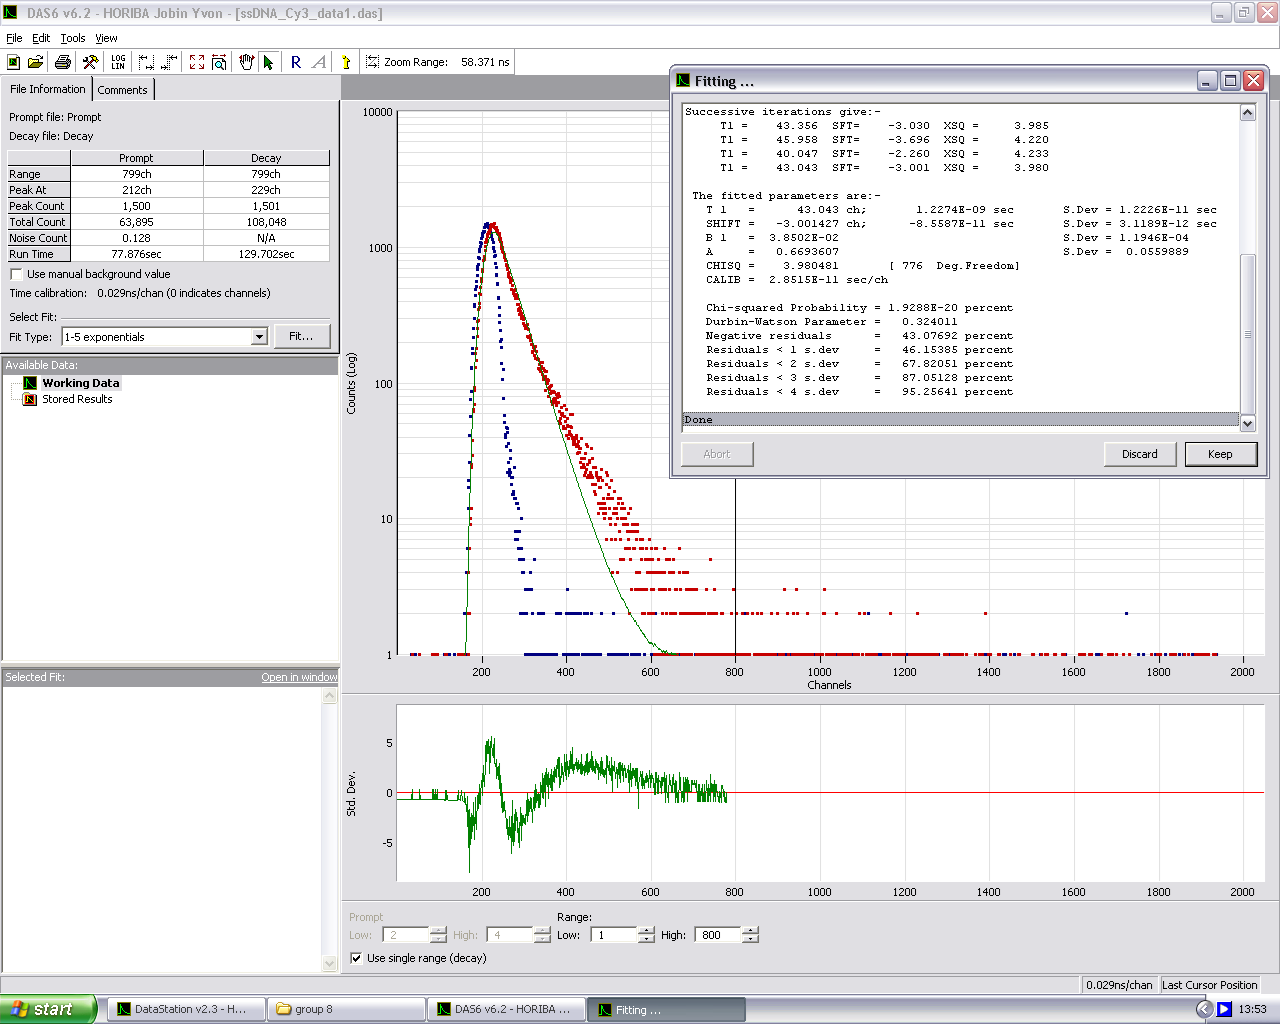 DAS6 v6.2 - HORIBA Jobin Yvon - [ssDNA_Cy3_data1.das]
File Edit Tools View
LOG LIN R A Zoom Range: 58.371 ns
File Information Comments
Prompt file: Prompt
Decay file: Decay
Prompt Decay
Range 799ch 799ch
Peak At 212ch 229ch
Peak Count 1,500 1,501
Total Count 63,895 108,048
Noise Count 0.128 N/A
Run Time 77.876sec 129.702sec
Use manual background value
Time calibration: 0.029ns/chan (0 indicates channels)
Select Fit:
Fit Type: 1-5 exponentials Fit...
Available Data:
Working Data
Stored Results
Selected Fit: Open in window
Fitting ...
Successive iterations give:-
T1 = 43.356 SFT= -3.030 XSQ = 3.985
T1 = 45.958 SFT= -3.696 XSQ = 4.220
T1 = 40.047 SFT= -2.260 XSQ = 4.233
T1 = 43.043 SFT= -3.001 XSQ = 3.980
The fitted parameters are:-
T 1 = 43.043 ch; 1.2274E-09 sec S.Dev = 1.2226E-11 sec
SHIFT = -3.001427 ch; -8.5587E-11 sec S.Dev = 3.1189E-12 sec
B 1 = 3.8502E-02 S.Dev = 1.1946E-04
A = 0.6693607 S.Dev = 0.0559889
CHISQ = 3.980481 [ 776 Deg.Freedom]
CALIB = 2.8515E-11 sec/ch
Chi-squared Probability = 1.9288E-20 percent
Durbin-Watson Parameter = 0.324011
Negative residuals = 43.07692 percent
Residuals < 1 s.dev = 46.15385 percent
Residuals < 2 s.dev = 67.82051 percent
Residuals < 3 s.dev = 87.05128 percent
Residuals < 4 s.dev = 95.25641 percent
Done
Abort Discard Keep
10000
1000
100
10
1
Counts (Log)
200 400 600 800 1000 1200 1400 1600 1800 2000
Channels
5
0
-5
Std. Dev.
200 400 600 800 1000 1200 1400 1600 1800 2000
Prompt Range:
Low: 2 High: 4 Low: 1 High: 800
Use single range (decay)
0.029ns/chan Last Cursor Position
start DataStation v2.3 - H... group 8 DAS6 v6.2 - HORIBA ... Fitting ... 13:53